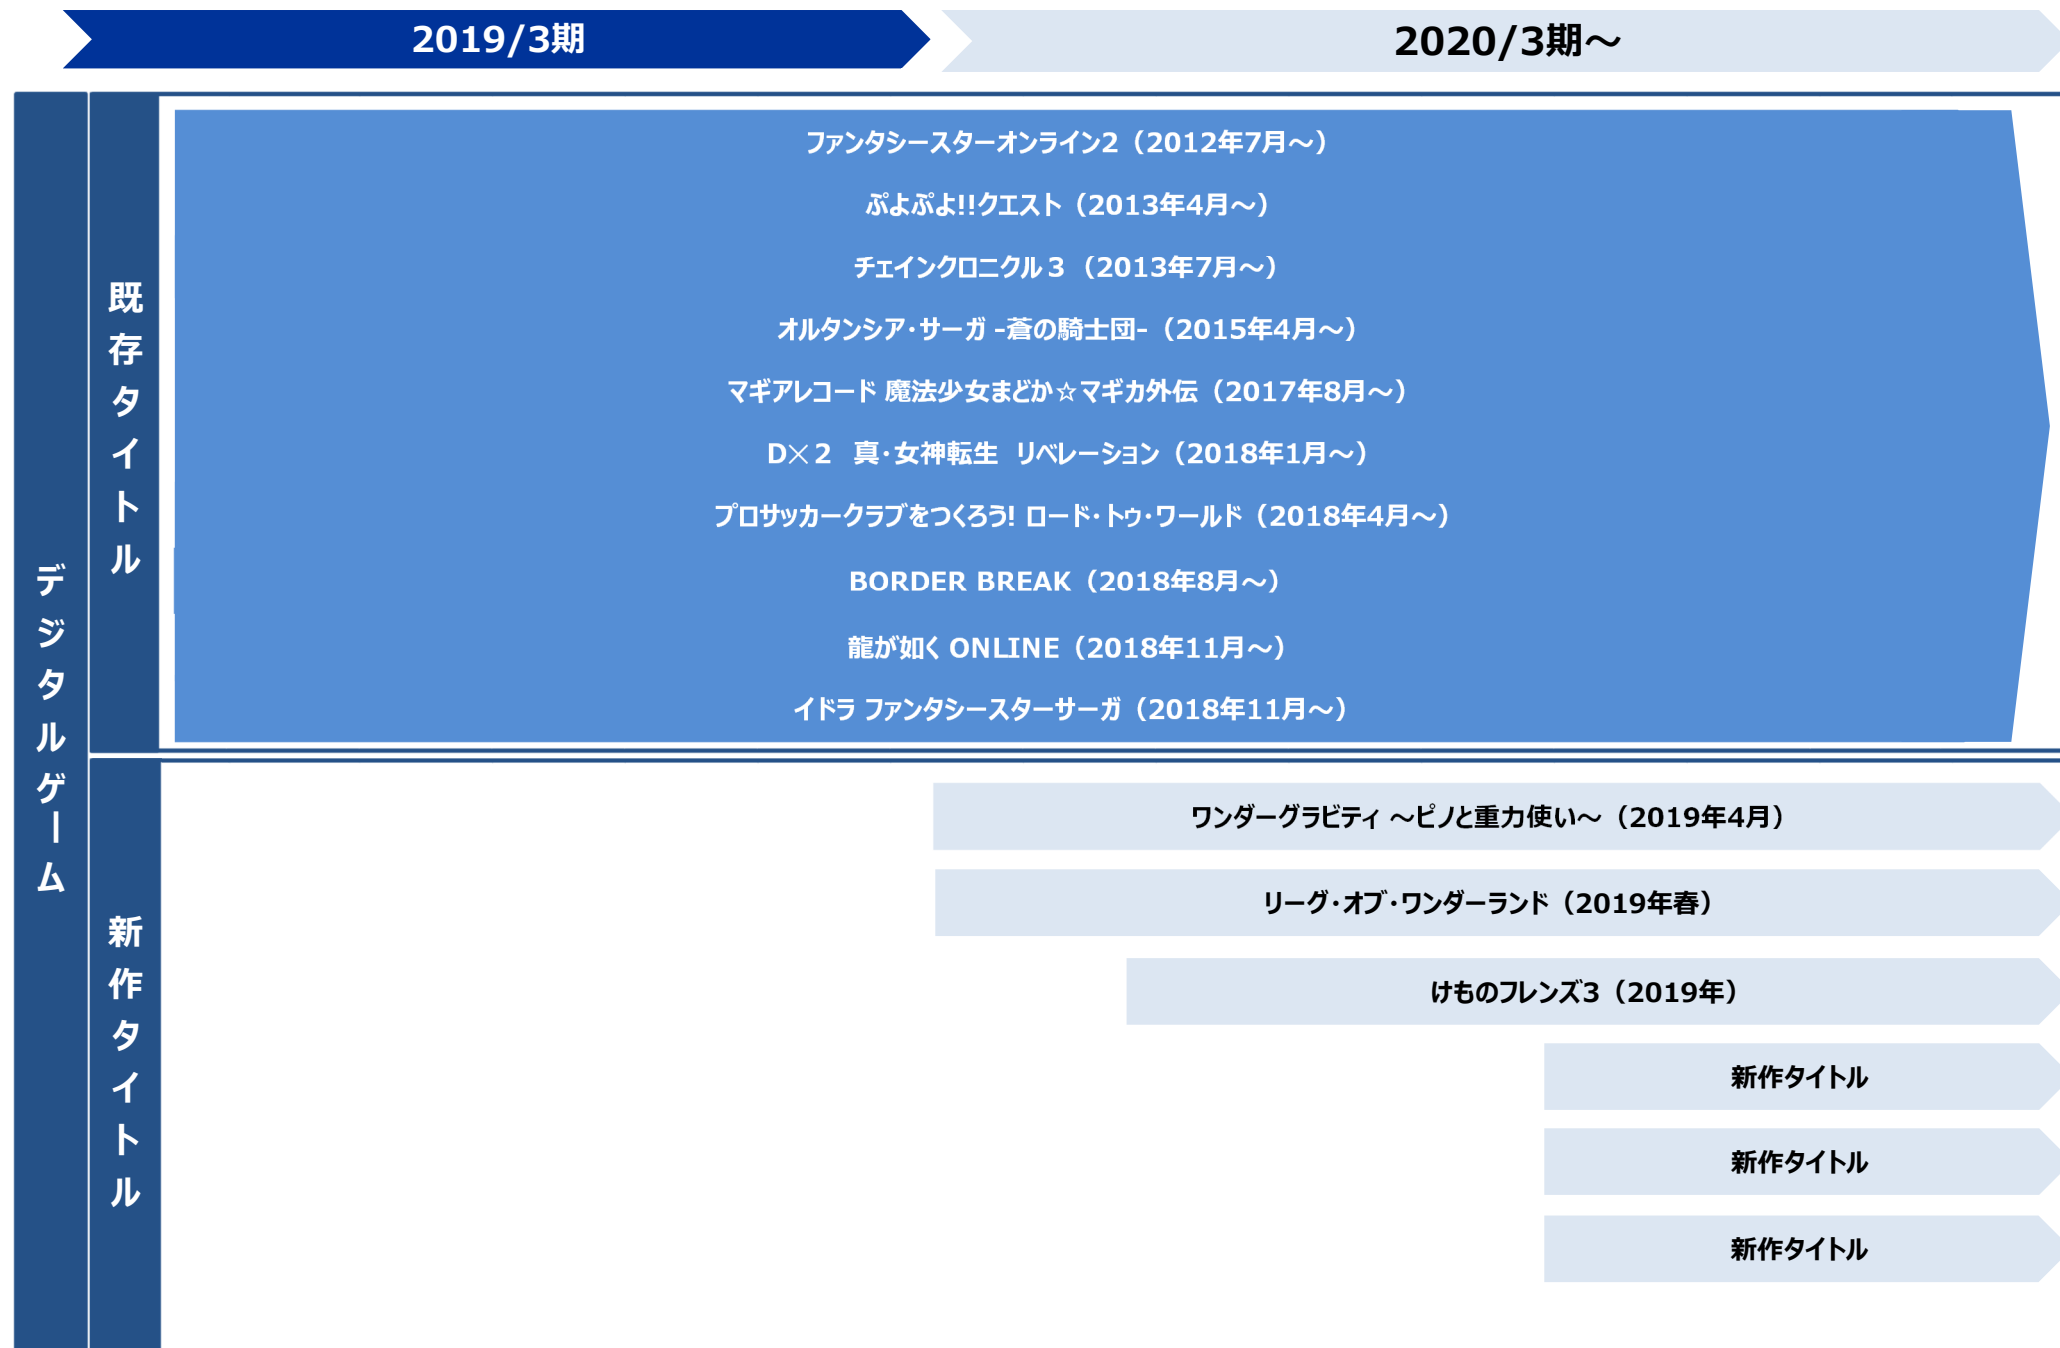 2019/3期
2020/3期～
デジタルゲーム
既存タイトル
ファンタシースターオンライン2（2012年7月～）
ぷよぷよ!!クエスト（2013年4月～）
チェインクロニクル３（2013年7月～）
オルタンシア・サーガ -蒼の騎士団-（2015年4月～）
マギアレコード 魔法少女まどか☆マギカ外伝（2017年8月～）
D×２　真・女神転生　リベレーション（2018年1月～）
プロサッカークラブをつくろう! ロード・トゥ・ワールド（2018年4月～）
BORDER BREAK（2018年8月～）
龍が如く ONLINE（2018年11月～）
イドラ ファンタシースターサーガ（2018年11月～）
新作タイトル
ワンダーグラビティ ～ピノと重力使い～（2019年4月）
リーグ・オブ・ワンダーランド（2019年春）
けものフレンズ3（2019年）
新作タイトル
新作タイトル
新作タイトル